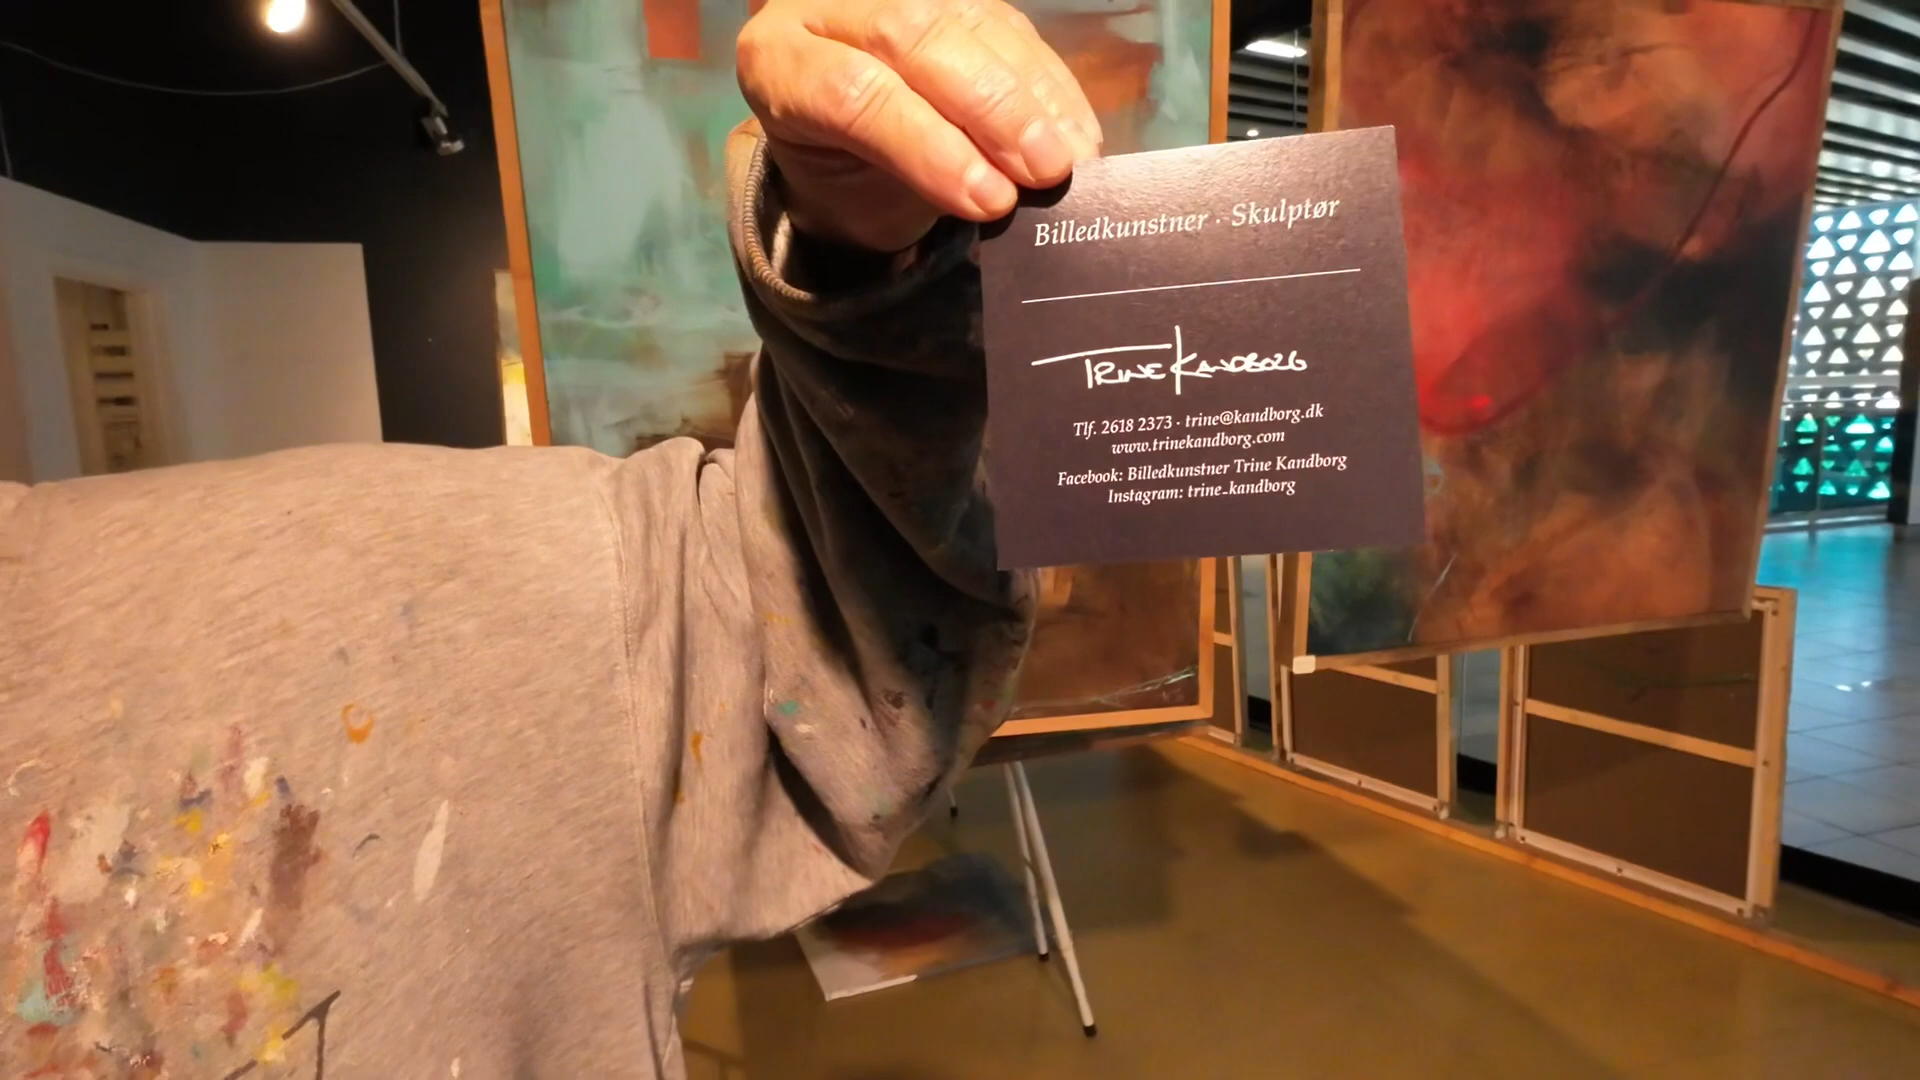 Billedkunstner · Skulptør
TRINE KANDBORG
Tlf. 2618 2373 · trine@kandborg.dk
www.trinekandborg.com
Facebook: Billedkunstner Trine Kandborg
Instagram: trine_kandborg